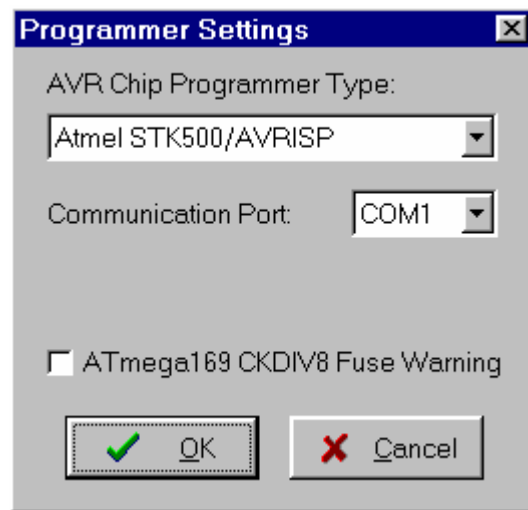 Programmer Settings
AVR Chip Programmer Type:
Atmel STK500/AVRISP
Communication Port: COM1
ATmega169 CKDIV8 Fuse Warning
OK Cancel